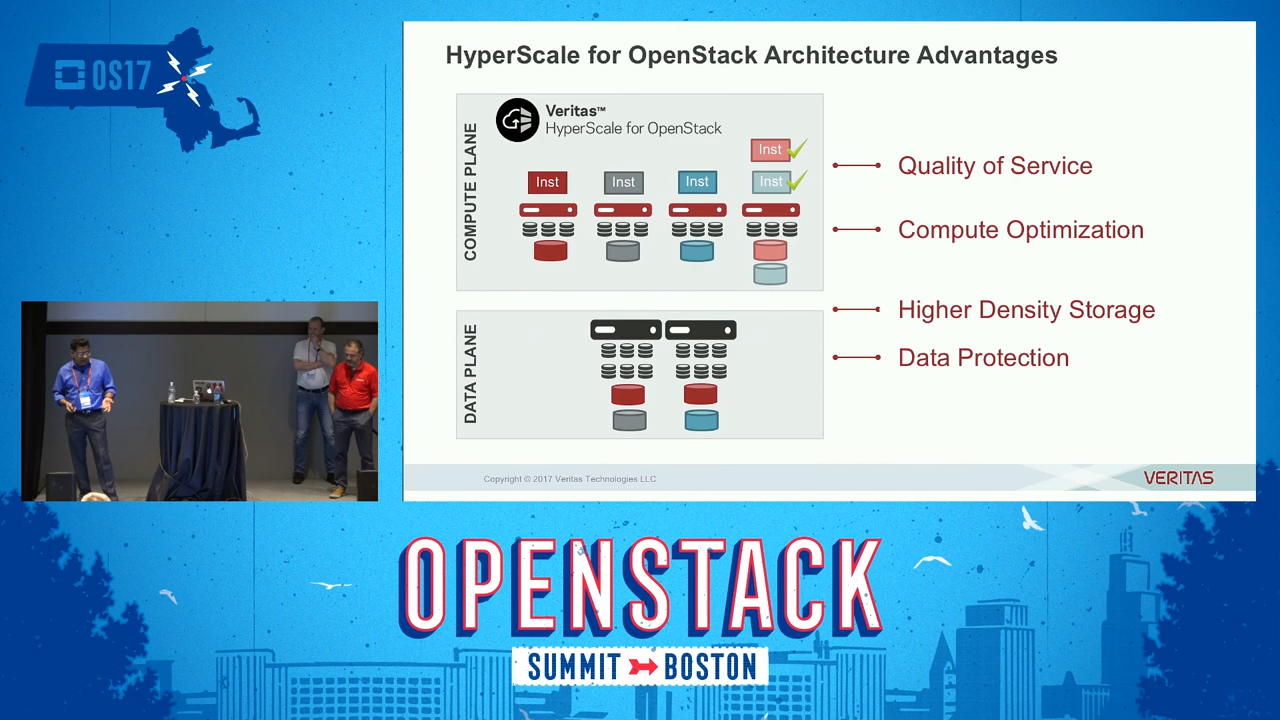 OS17
HyperScale for OpenStack Architecture Advantages
COMPUTE PLANE
Veritas™
HyperScale for OpenStack
Inst
Inst
Inst
Inst
Inst
DATA PLANE
Quality of Service
Compute Optimization
Higher Density Storage
Data Protection
Copyright © 2017 Veritas Technologies LLC
VERITAS
OPENSTACK
SUMMIT BOSTON